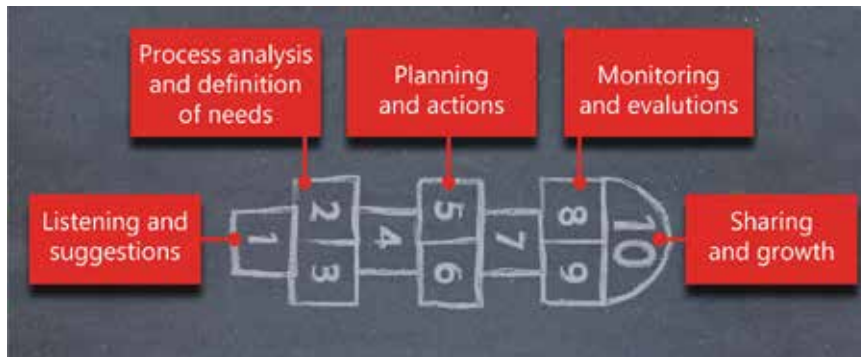 Process analysis
and definition
of needs
Planning
and actions
Monitoring
and evalutions
Listening and
suggestions
1
2
3
4
5
6
7
8
9
10
Sharing
and growth